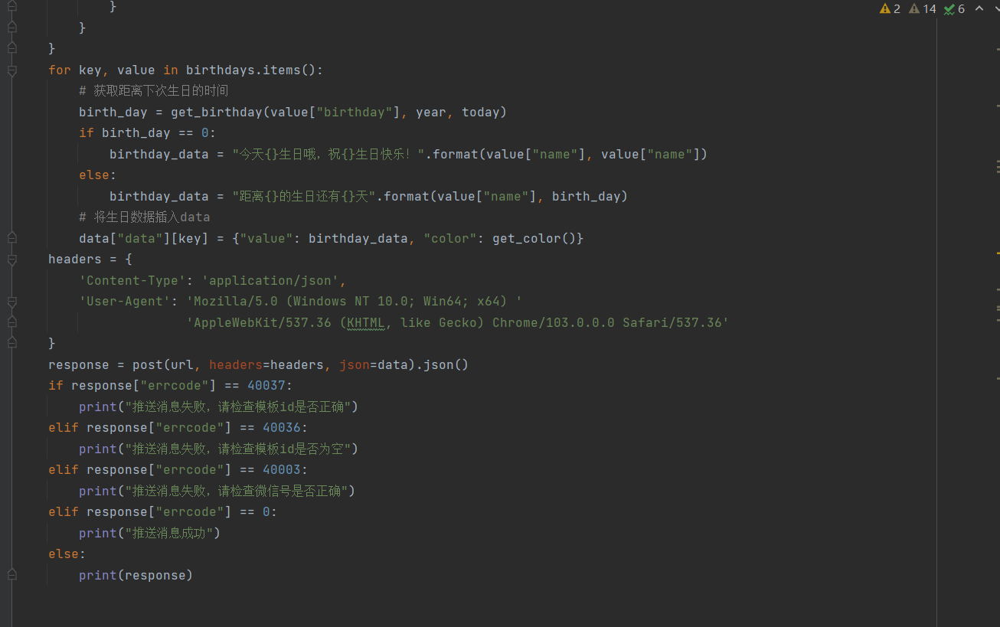 2 14 6
}
}
}
for key, value in birthdays.items():
# 获取距离下次生日的时间
birth_day = get_birthday(value["birthday"], year, today)
if birth_day == 0:
birthday_data = "今天{}生日哦，祝{}生日快乐！".format(value["name"], value["name"])
else:
birthday_data = "距离{}的生日还有{}天".format(value["name"], birth_day)
# 将生日数据插入data
data["data"][key] = {"value": birthday_data, "color": get_color()}
headers = {
'Content-Type': 'application/json',
'User-Agent': 'Mozilla/5.0 (Windows NT 10.0; Win64; x64) '
'AppleWebKit/537.36 (KHTML, like Gecko) Chrome/103.0.0.0 Safari/537.36'
}
response = post(url, headers=headers, json=data).json()
if response["errcode"] == 40037:
print("推送消息失败，请检查模板id是否正确")
elif response["errcode"] == 40036:
print("推送消息失败，请检查模板id是否为空")
elif response["errcode"] == 40003:
print("推送消息失败，请检查微信号是否正确")
elif response["errcode"] == 0:
print("推送消息成功")
else:
print(response)